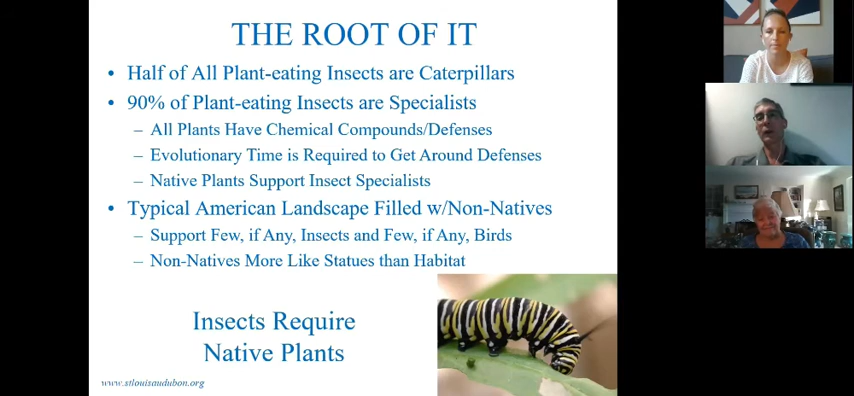 THE ROOT OF IT
• Half of All Plant-eating Insects are Caterpillars
• 90% of Plant-eating Insects are Specialists
– All Plants Have Chemical Compounds/Defenses
– Evolutionary Time is Required to Get Around Defenses
– Native Plants Support Insect Specialists
• Typical American Landscape Filled w/Non-Natives
– Support Few, if Any, Insects and Few, if Any, Birds
– Non-Natives More Like Statues than Habitat
Insects Require
Native Plants
www.stlouisaudubon.org